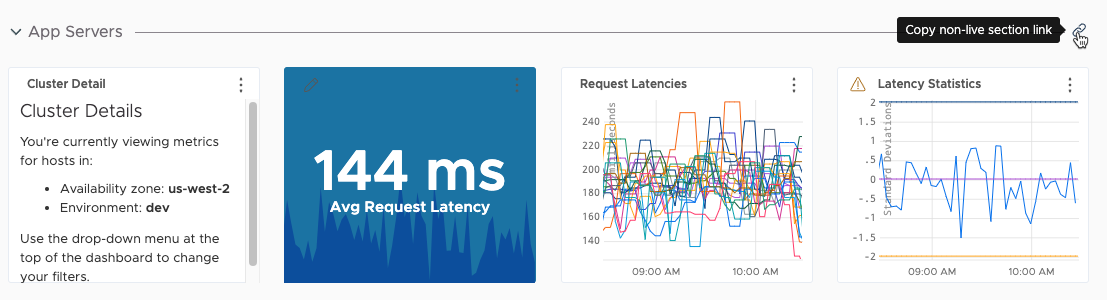 App Servers
Copy non-live section link
Cluster Detail
Cluster Details
You're currently viewing metrics
for hosts in:
• Availability zone: us-west-2
• Environment: dev
Use the drop-down menu at the
top of the dashboard to change
your filters.
144 ms
Avg Request Latency
Request Latencies
240
220
200
180
160
140
09:00 AM
10:00 AM
Latency Statistics
Standard Deviations
2
1.5
1
.5
0
-.5
-1
-1.5
-2
09:00 AM
10:00 AM